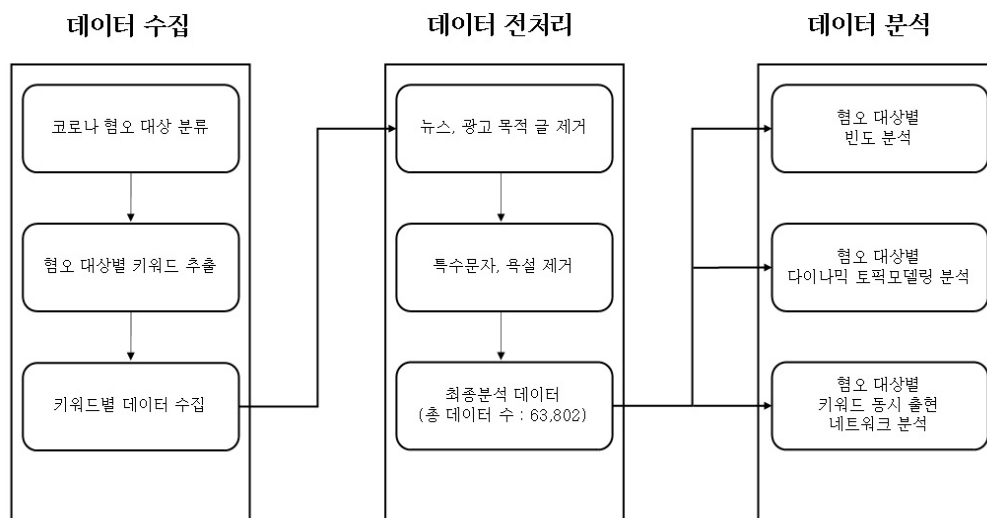 데이터 수집
데이터 전처리
데이터 분석
코로나 혐오 대상 분류
혐오 대상별 키워드 추출
키워드별 데이터 수집
뉴스, 광고 목적 글 제거
특수문자, 욕설 제거
최종분석 데이터
(총 데이터 수 : 63,802)
혐오 대상별
빈도 분석
혐오 대상별
다이나믹 토픽모델링 분석
혐오 대상별
키워드 동시 출현
네트워크 분석